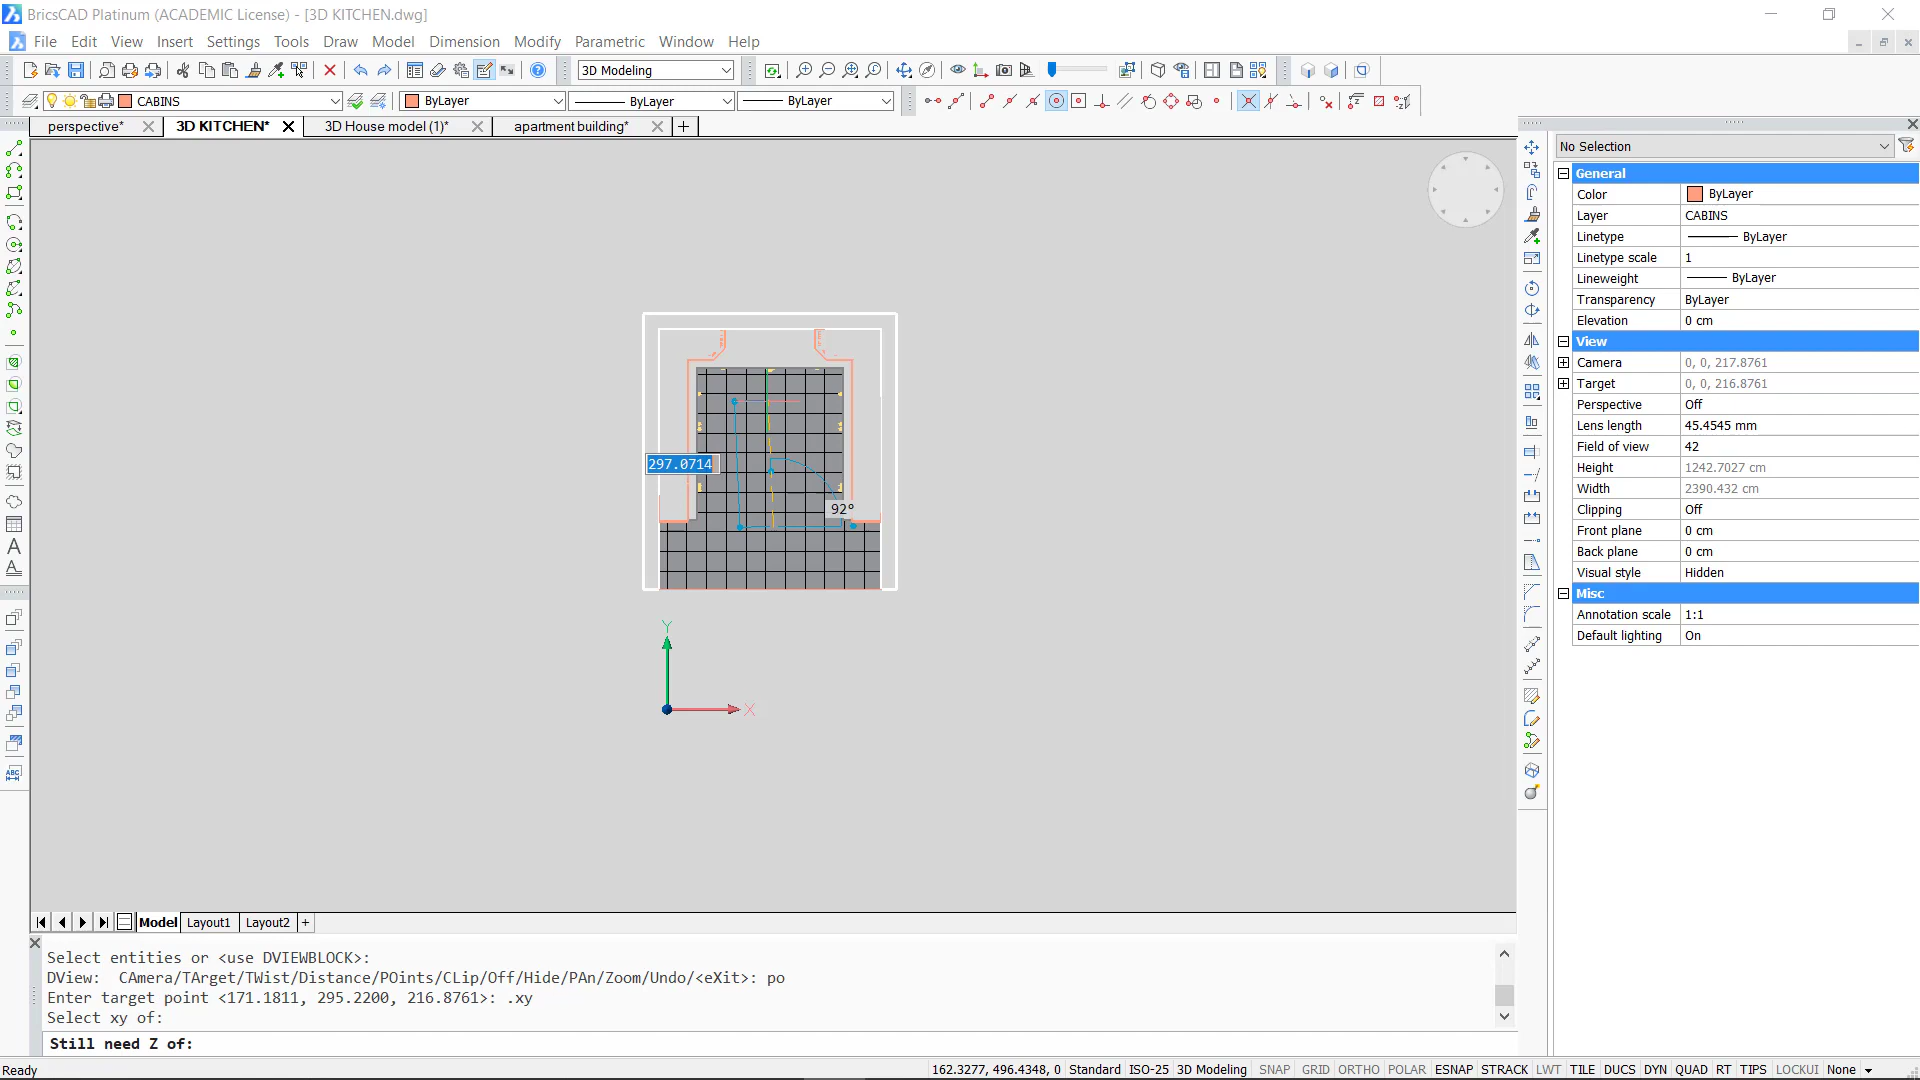 BricsCAD Platinum (ACADEMIC License) - [3D KITCHEN.dwg]
File Edit View Insert Settings Tools Draw Model Dimension Modify Parametric Window Help
3D Modeling
CABINS
ByLayer
ByLayer
ByLayer
perspective*
3D KITCHEN*
3D House model (1)*
apartment building*
No Selection
General
Color ByLayer
Layer CABINS
Linetype ByLayer
Linetype scale 1
Lineweight ByLayer
Transparency ByLayer
Elevation 0 cm
View
Camera 0, 0, 217.8761
Target 0, 0, 216.8761
Perspective Off
Lens length 45.4545 mm
Field of view 42
Height 1242.7027 cm
Width 2390.432 cm
Clipping Off
Front plane 0 cm
Back plane 0 cm
Visual style Hidden
Misc
Annotation scale 1:1
Default lighting On
297.0714
92°
Y
X
A
A
ABC
Model Layout1 Layout2 +
Select entities or <use DVIEWBLOCK>:
DView: CAmera/TArget/TWist/Distance/POints/CLip/Off/Hide/PAn/Zoom/Undo/<eXit>: po
Enter target point <171.1811, 295.2200, 216.8761>: .xy
Select xy of:
Still need Z of:
Ready
162.3277, 496.4348, 0 Standard ISO-25 3D Modeling SNAP GRID ORTHO POLAR ESNAP STRACK LWT TILE DUCS DYN QUAD RT TIPS LOCKUI None